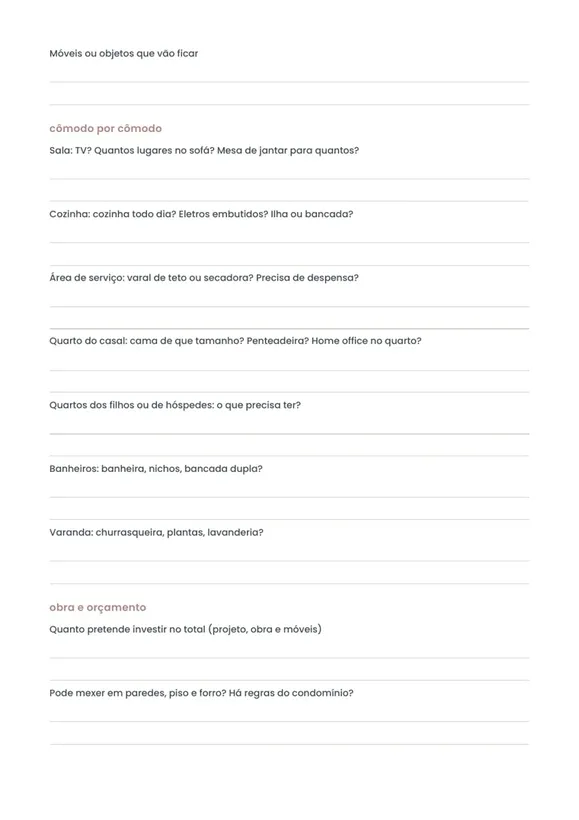 Móveis ou objetos que vão ficar
cômodo por cômodo
Sala: TV? Quantos lugares no sofá? Mesa de jantar para quantos?
Cozinha: cozinha todo dia? Eletros embutidos? Ilha ou bancada?
Área de serviço: varal de teto ou secadora? Precisa de despensa?
Quarto do casal: cama de que tamanho? Penteadeira? Home office no quarto?
Quartos dos filhos ou de hóspedes: o que precisa ter?
Banheiros: banheira, nichos, bancada dupla?
Varanda: churrasqueira, plantas, lavanderia?
obra e orçamento
Quanto pretende investir no total (projeto, obra e móveis)
Pode mexer em paredes, piso e forro? Há regras do condomínio?